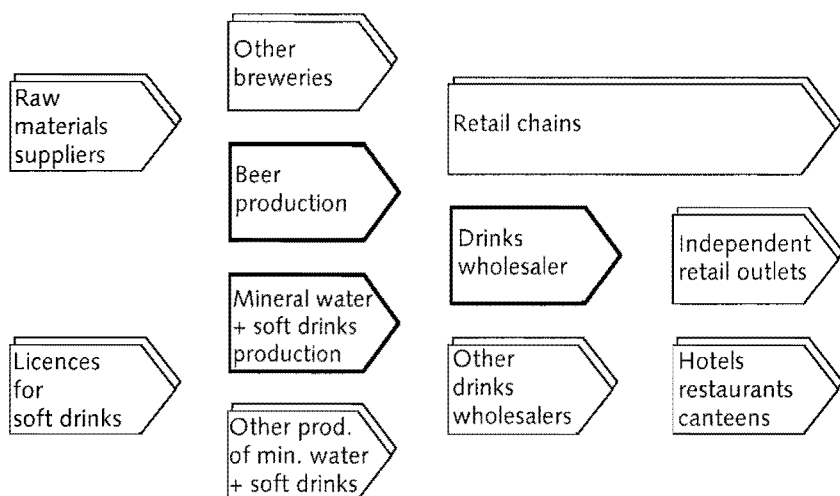 Raw
materials
suppliers
Licences
for
soft drinks
Other
breweries
Beer
production
Mineral water
+ soft drinks
production
Other prod.
of min. water
+ soft drinks
Retail chains
Drinks
wholesaler
Other
drinks
wholesalers
Independent
retail outlets
Hotels
restaurants
canteens